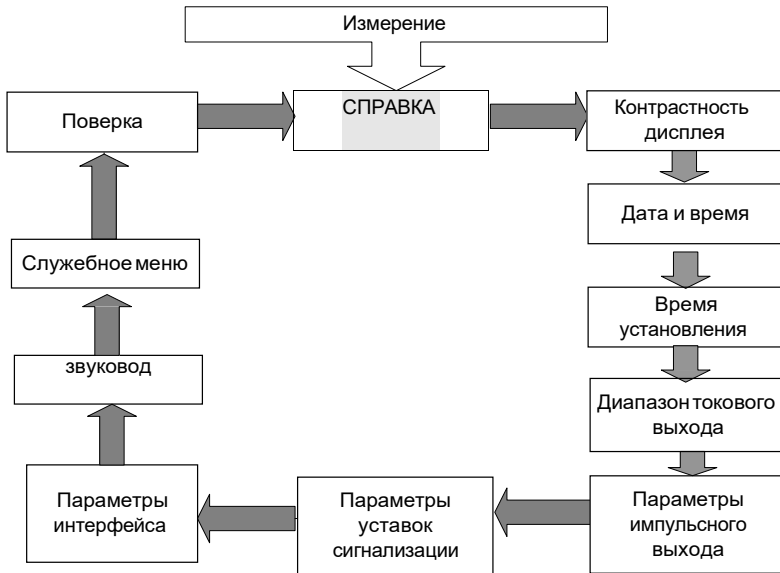 Измерение
СПРАВКА
Поверка
Контрастность
дисплея
Дата и время
Служебное меню
Время
установления
звуковод
Диапазон токового
выхода
Параметры
интерфейса
Параметры
уставок
сигнализации
Параметры
импульсного
выхода